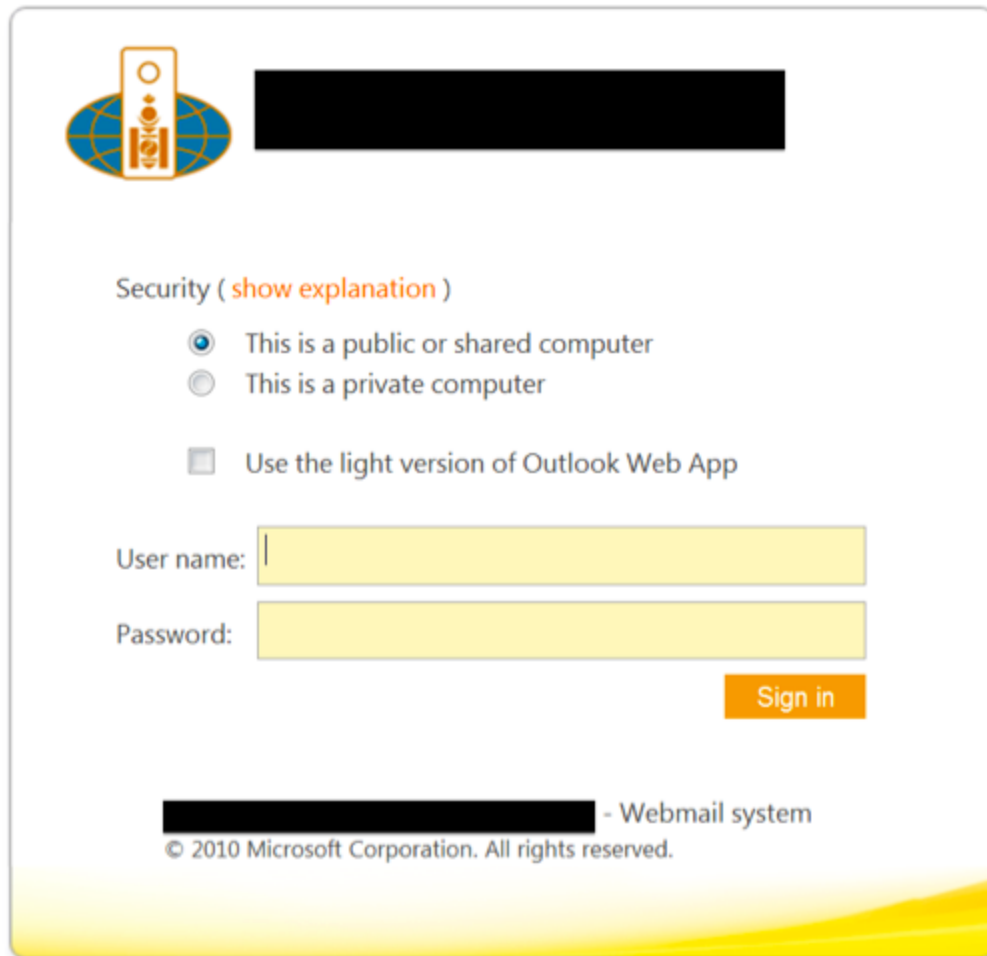 Security ( show explanation )
This is a public or shared computer
This is a private computer
Use the light version of Outlook Web App
User name:
Password:
Sign in
- Webmail system
© 2010 Microsoft Corporation. All rights reserved.